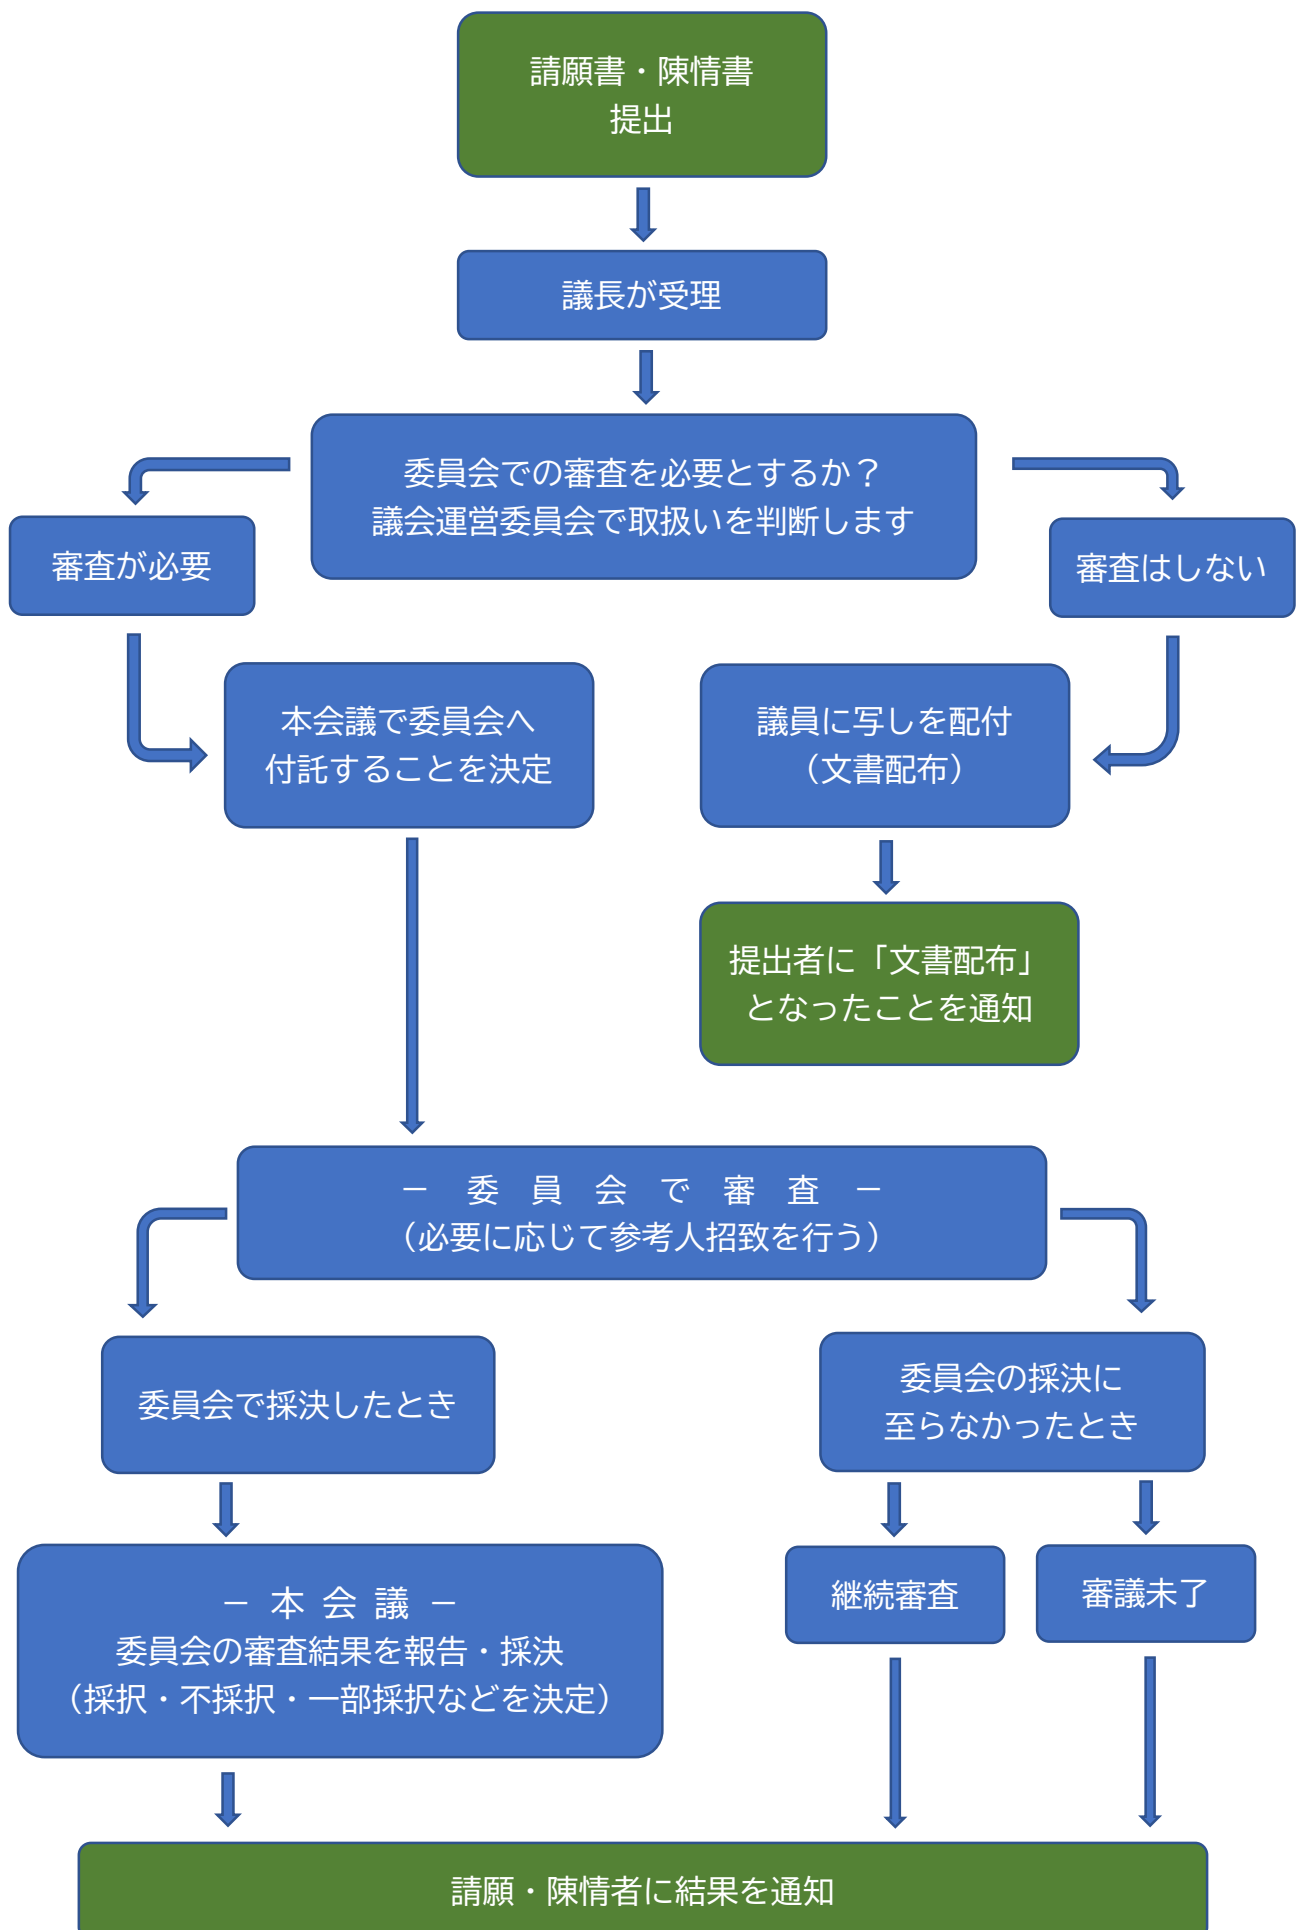 請願書・陳情書
提出
議長が受理
委員会での審査を必要とするか？
議会運営委員会で取扱いを判断します
審査が必要
審査はしない
本会議で委員会へ
付託することを決定
議員に写しを配付
（文書配布）
提出者に「文書配布」
となったことを通知
－　委　員　会　で　審　査　－
（必要に応じて参考人招致を行う）
委員会で採決したとき
委員会の採決に
至らなかったとき
－ 本 会 議 －
委員会の審査結果を報告・採決
（採択・不採択・一部採択などを決定）
継続審査
審議未了
請願・陳情者に結果を通知